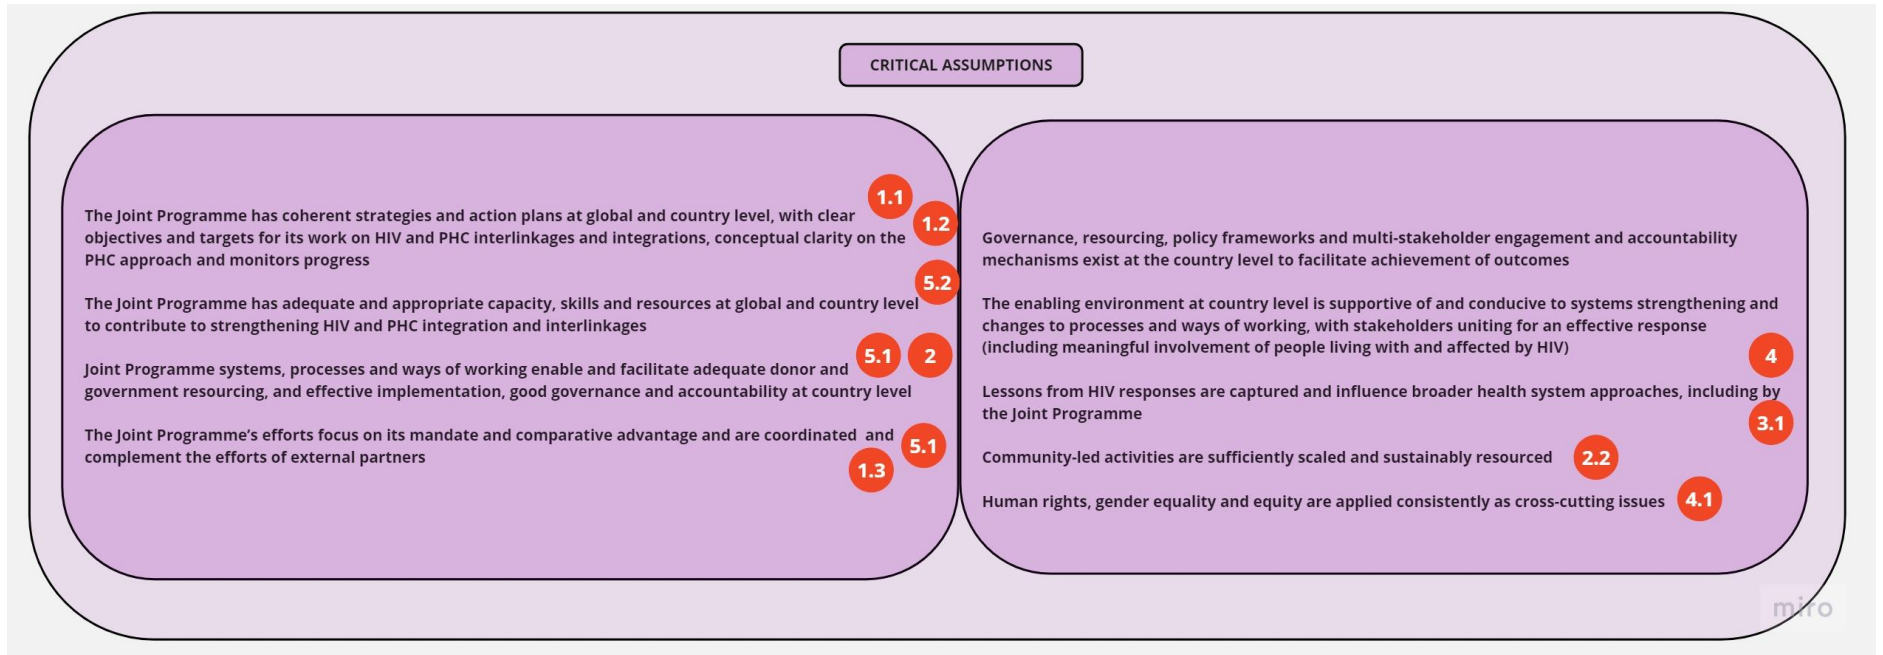 CRITICAL ASSUMPTIONS
1.1
The Joint Programme has coherent strategies and action plans at global and country level, with clear
1.2
objectives and targets for its work on HIV and PHC interlinkages and integrations, conceptual clarity on the
PHC approach and monitors progress
5.2
The Joint Programme has adequate and appropriate capacity, skills and resources at global and country level
to contribute to strengthening HIV and PHC integration and interlinkages
5.1 2
Joint Programme systems, processes and ways of working enable and facilitate adequate donor and
government resourcing, and effective implementation, good governance and accountability at country level
The Joint Programme’s efforts focus on its mandate and comparative advantage and are coordinated and
5.1
complement the efforts of external partners
1.3
Governance, resourcing, policy frameworks and multi-stakeholder engagement and accountability
mechanisms exist at the country level to facilitate achievement of outcomes
The enabling environment at country level is supportive of and conducive to systems strengthening and
changes to processes and ways of working, with stakeholders uniting for an effective response
(including meaningful involvement of people living with and affected by HIV)
4
Lessons from HIV responses are captured and influence broader health system approaches, including by
the Joint Programme
3.1
Community-led activities are sufficiently scaled and sustainably resourced 2.2
Human rights, gender equality and equity are applied consistently as cross-cutting issues 4.1
miro